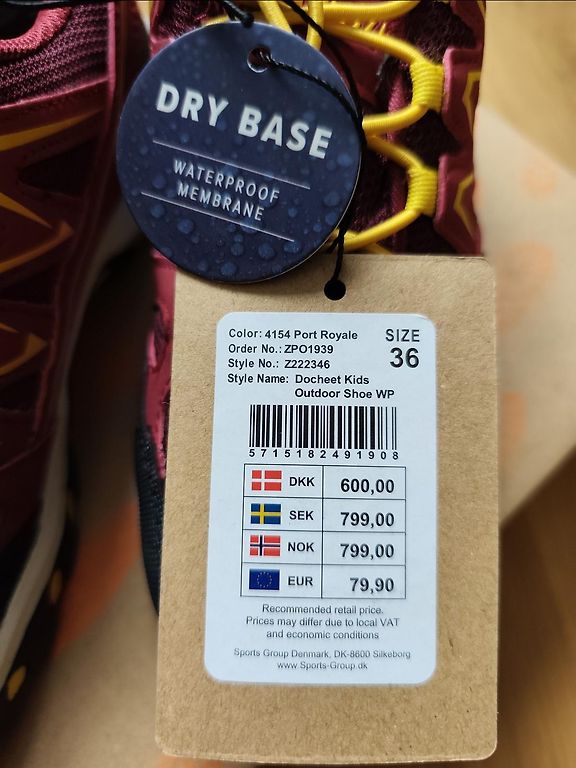 DRY BASE
WATERPROOF
MEMBRANE
Color: 4154 Port Royale
SIZE
36
Order No.: ZPO1939
Style No.: Z222346
Style Name: Docheet Kids
Outdoor Shoe WP
5715182491908
DKK 600,00
SEK 799,00
NOK 799,00
EUR 79,90
Recommended retail price.
Prices may differ due to local VAT
and economic conditions
Sports Group Denmark, DK-8600 Silkeborg
www.Sports-Group.dk